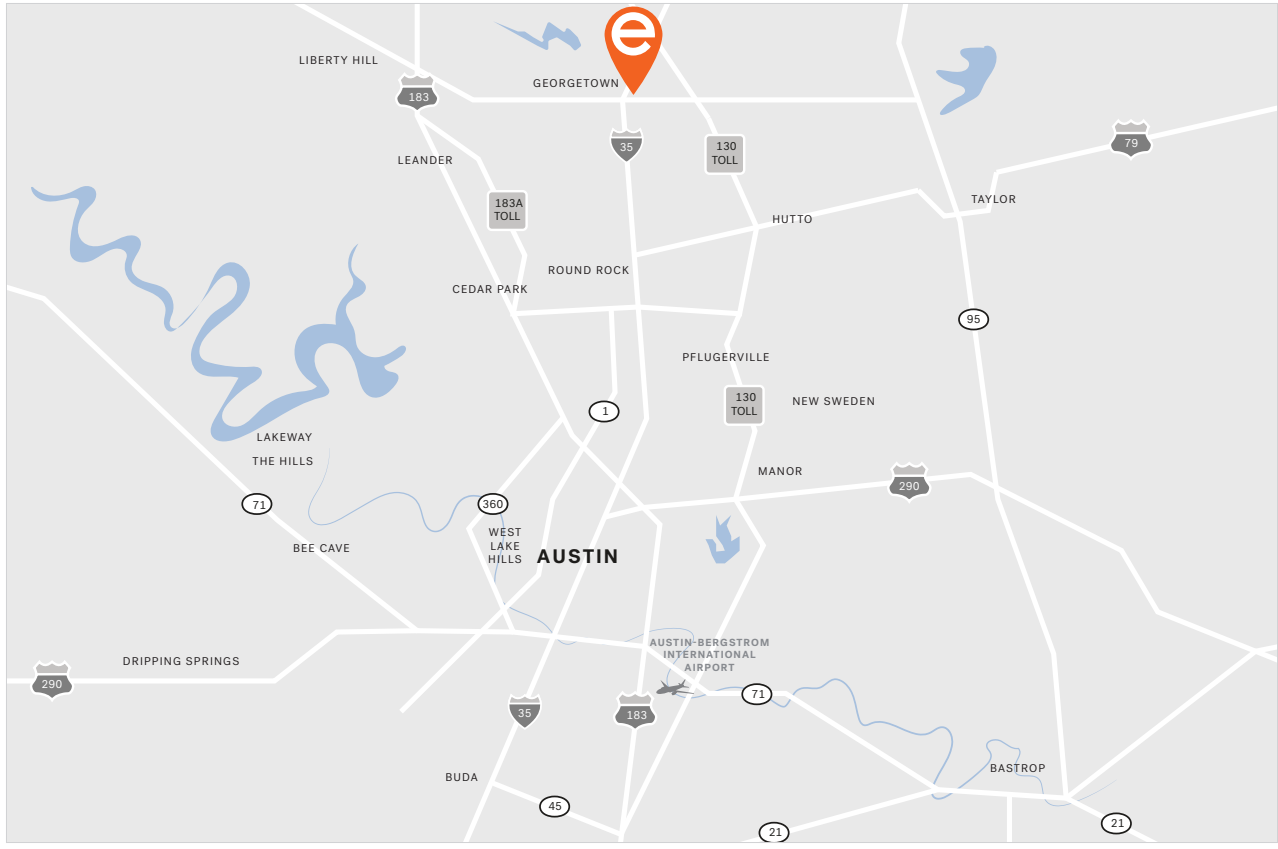 e
LIBERTY HILL
GEORGETOWN
183
35
130
TOLL
79
LEANDER
183A
TOLL
TAYLOR
HUTTO
ROUND ROCK
CEDAR PARK
95
PFLUGERVILLE
130
TOLL
NEW SWEDEN
1
LAKEWAY
THE HILLS
MANOR
290
71
360
WEST
LAKE
HILLS
BEE CAVE
AUSTIN
AUSTIN-BERGSTROM
INTERNATIONAL
AIRPORT
DRIPPING SPRINGS
290
71
35
183
BUDA
BASTROP
45
21
21